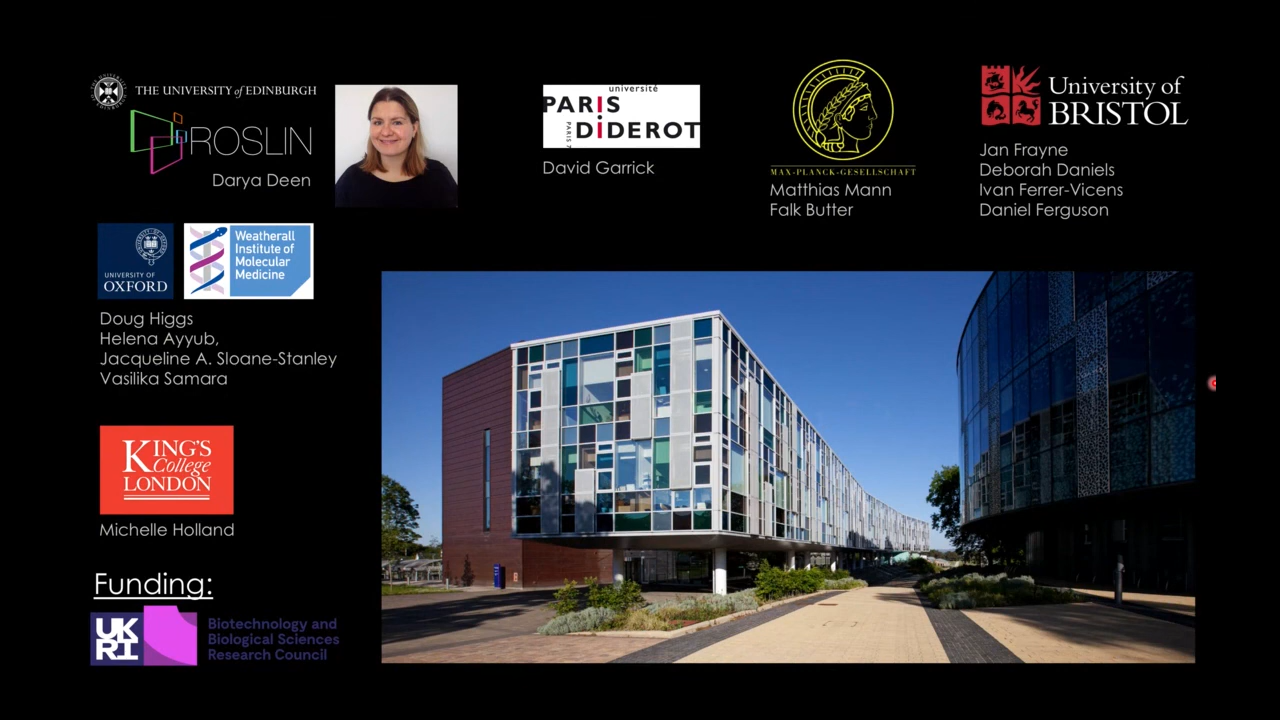 THE UNIVERSITY of EDINBURGH
ROSLIN
Darya Deen
université
PARIS
DiDEROT
PARIS 7
David Garrick
MAX-PLANCK-GESELLSCHAFT
Matthias Mann
Falk Butter
University of
BRISTOL
Jan Frayne
Deborah Daniels
Ivan Ferrer-Vicens
Daniel Ferguson
UNIVERSITY OF
OXFORD
Weatherall
Institute of
Molecular
Medicine
Doug Higgs
Helena Ayyub,
Jacqueline A. Sloane-Stanley
Vasilika Samara
KING'S
College
LONDON
Michelle Holland
Funding:
UK
RI
Biotechnology and
Biological Sciences
Research Council